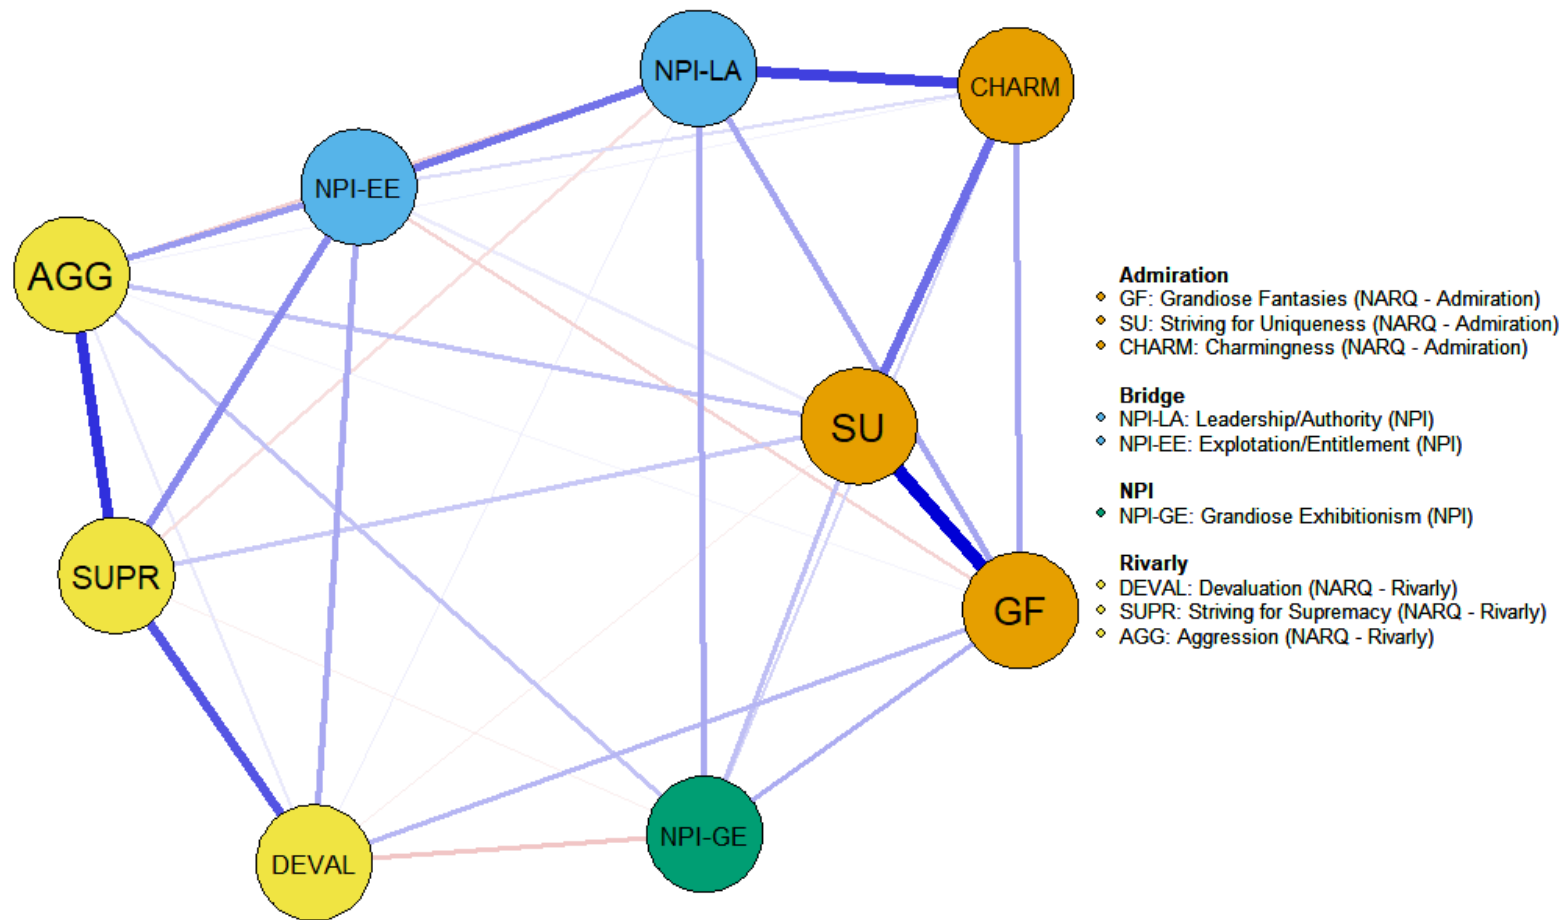 NPI-LA
CHARM
NPI-EE
AGG
SU
SUPR
GF
NPI-GE
DEVAL
Admiration
GF: Grandiose Fantasies (NARQ - Admiration)
SU: Striving for Uniqueness (NARQ - Admiration)
CHARM: Charmingness (NARQ - Admiration)
Bridge
NPI-LA: Leadership/Authority (NPI)
NPI-EE: Explotation/Entitlement (NPI)
NPI
NPI-GE: Grandiose Exhibitionism (NPI)
Rivarly
DEVAL: Devaluation (NARQ - Rivarly)
SUPR: Striving for Supremacy (NARQ - Rivarly)
AGG: Aggression (NARQ - Rivarly)